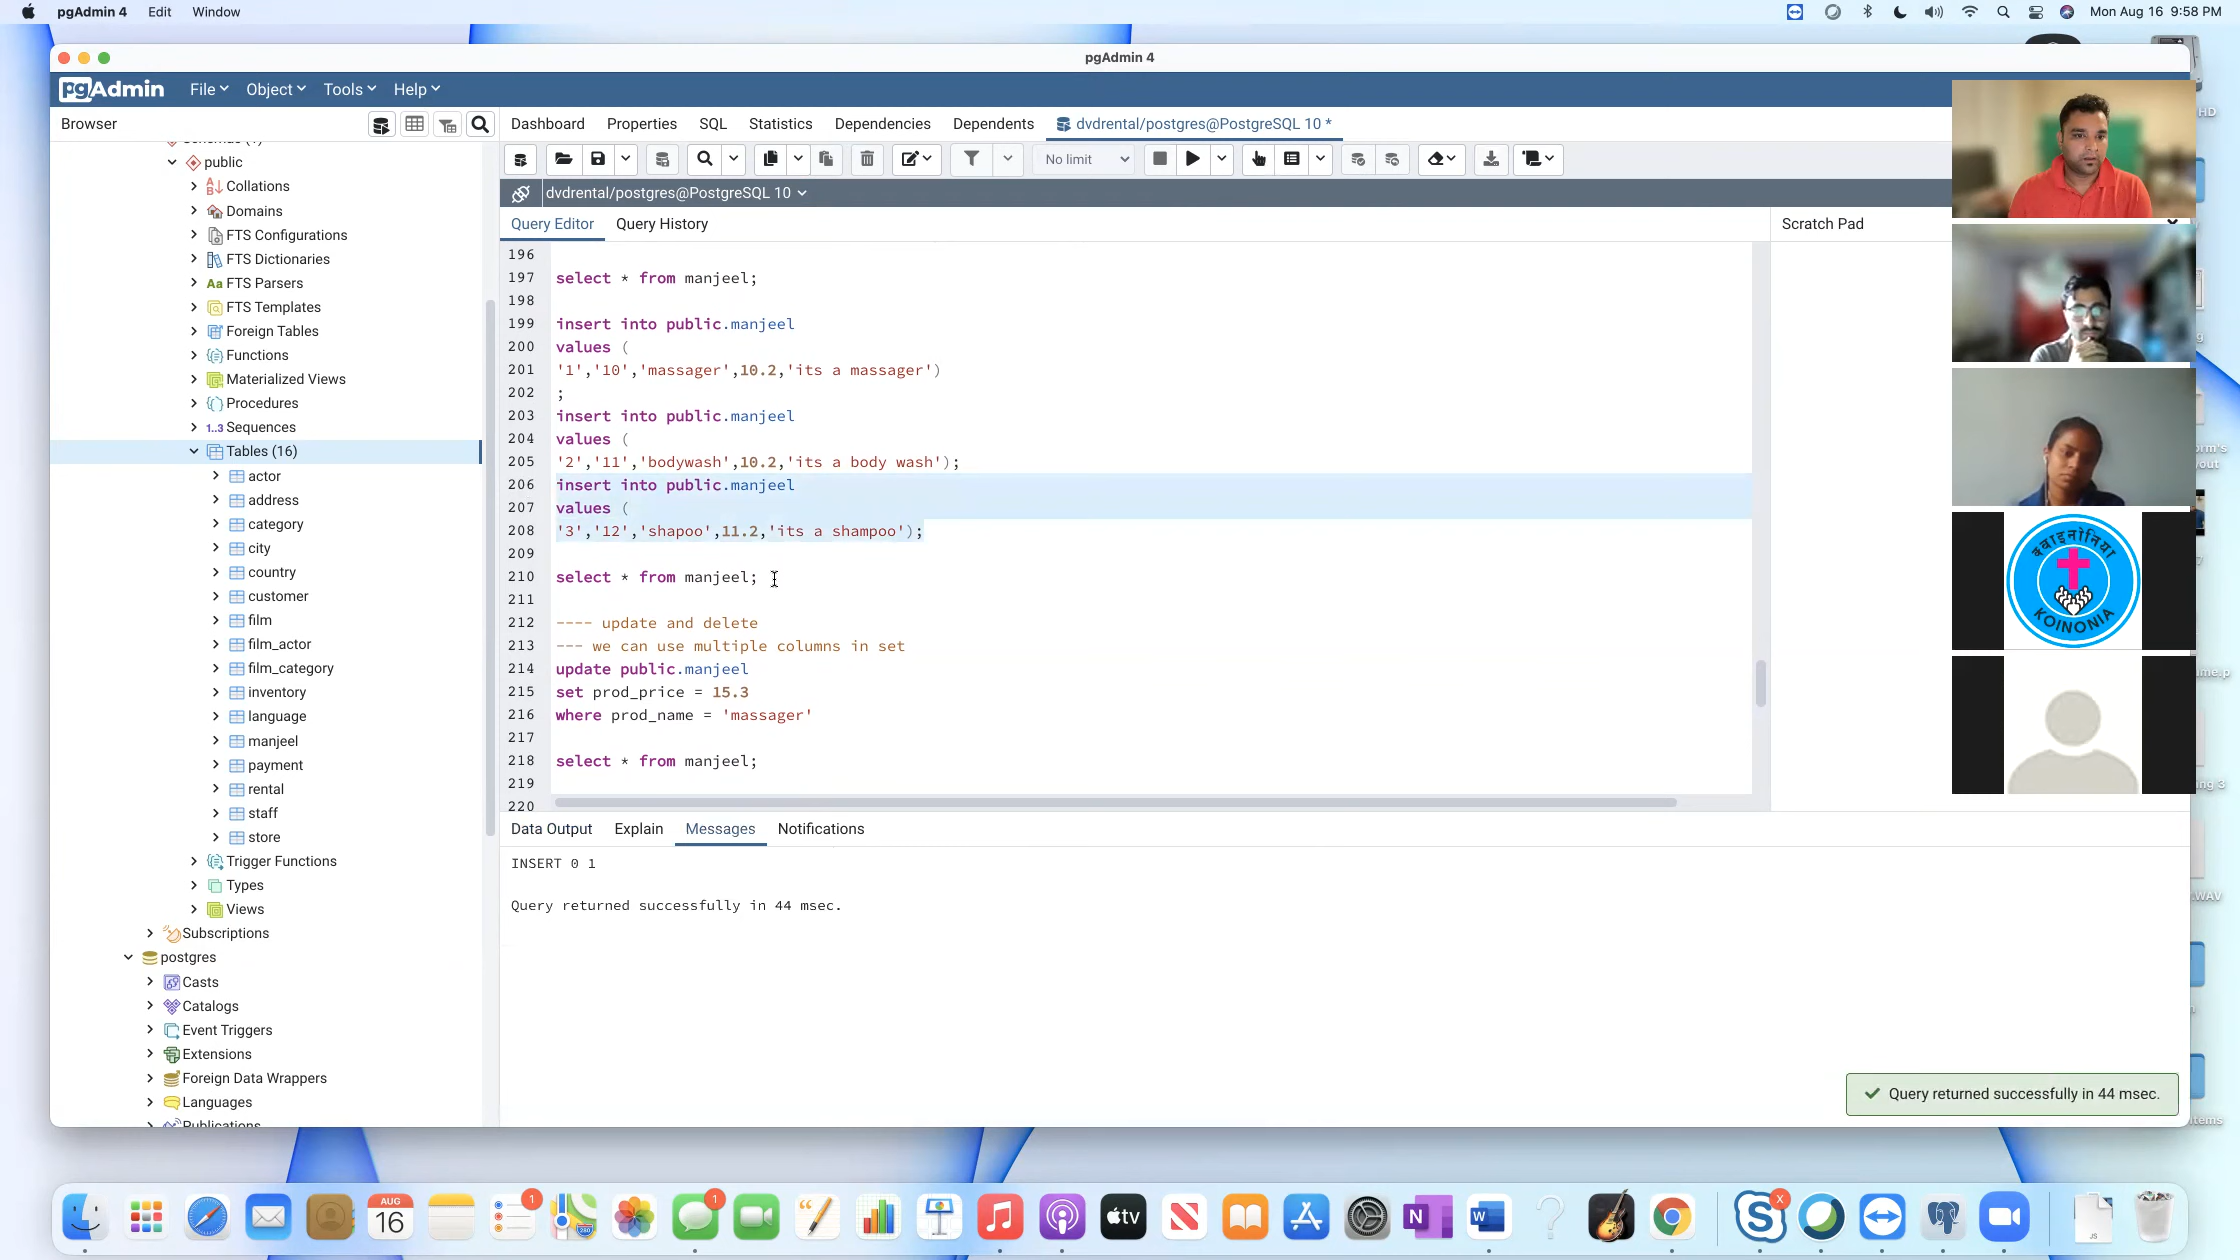 pgAdmin 4 Edit Window
Mon Aug 16 9:58 PM
pgAdmin 4
pgAdmin File Object Tools Help
Browser
Dashboard Properties SQL Statistics Dependencies Dependents dvdrental/postgres@PostgreSQL 10 *
No limit
dvdrental/postgres@PostgreSQL 10
Query Editor Query History
Scratch Pad
public
Collations
Domains
FTS Configurations
FTS Dictionaries
Aa FTS Parsers
FTS Templates
Foreign Tables
Functions
Materialized Views
Procedures
1..3 Sequences
Tables (16)
actor
address
category
city
country
customer
film
film_actor
film_category
inventory
language
manjeel
payment
rental
staff
store
Trigger Functions
Types
Views
Subscriptions
postgres
Casts
Catalogs
Event Triggers
Extensions
Foreign Data Wrappers
Languages
Publications
196
197 select * from manjeel;
198
199 insert into public.manjeel
200 values (
201 '1','10','massager',10.2,'its a massager')
202 ;
203 insert into public.manjeel
204 values (
205 '2','11','bodywash',10.2,'its a body wash');
206 insert into public.manjeel
207 values (
208 '3','12','shapoo',11.2,'its a shampoo');
209
210 select * from manjeel;
211
212 ---- update and delete
213 --- we can use multiple columns in set
214 update public.manjeel
215 set prod_price = 15.3
216 where prod_name = 'massager'
217
218 select * from manjeel;
219
220
Data Output Explain Messages Notifications
INSERT 0 1
Query returned successfully in 44 msec.
Query returned successfully in 44 msec.
क्वाइनोनिया
KOINONIA
HD
AUG
16
1
1
tv
N
W
S
X
JS